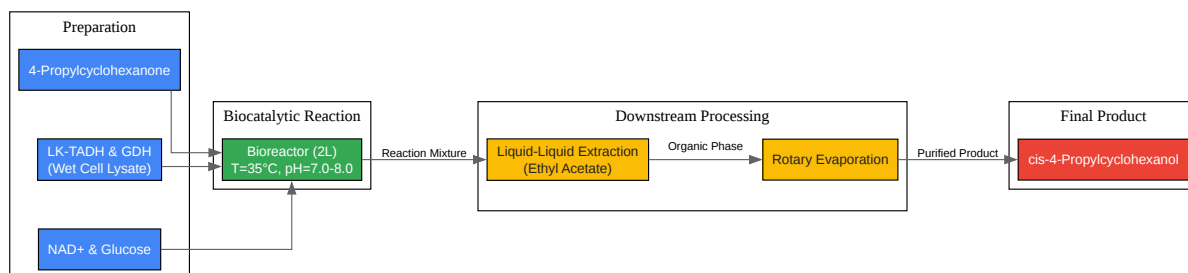 Preparation
4-Propylcyclohexanone
LK-TADH & GDH
(Wet Cell Lysate)
NAD+ & Glucose
Biocatalytic Reaction
Bioreactor (2L)
T=35°C, pH=7.0-8.0
Reaction Mixture
Downstream Processing
Liquid-Liquid Extraction
(Ethyl Acetate)
Organic Phase
Rotary Evaporation
Purified Product
Final Product
cis-4-Propylcyclohexanol